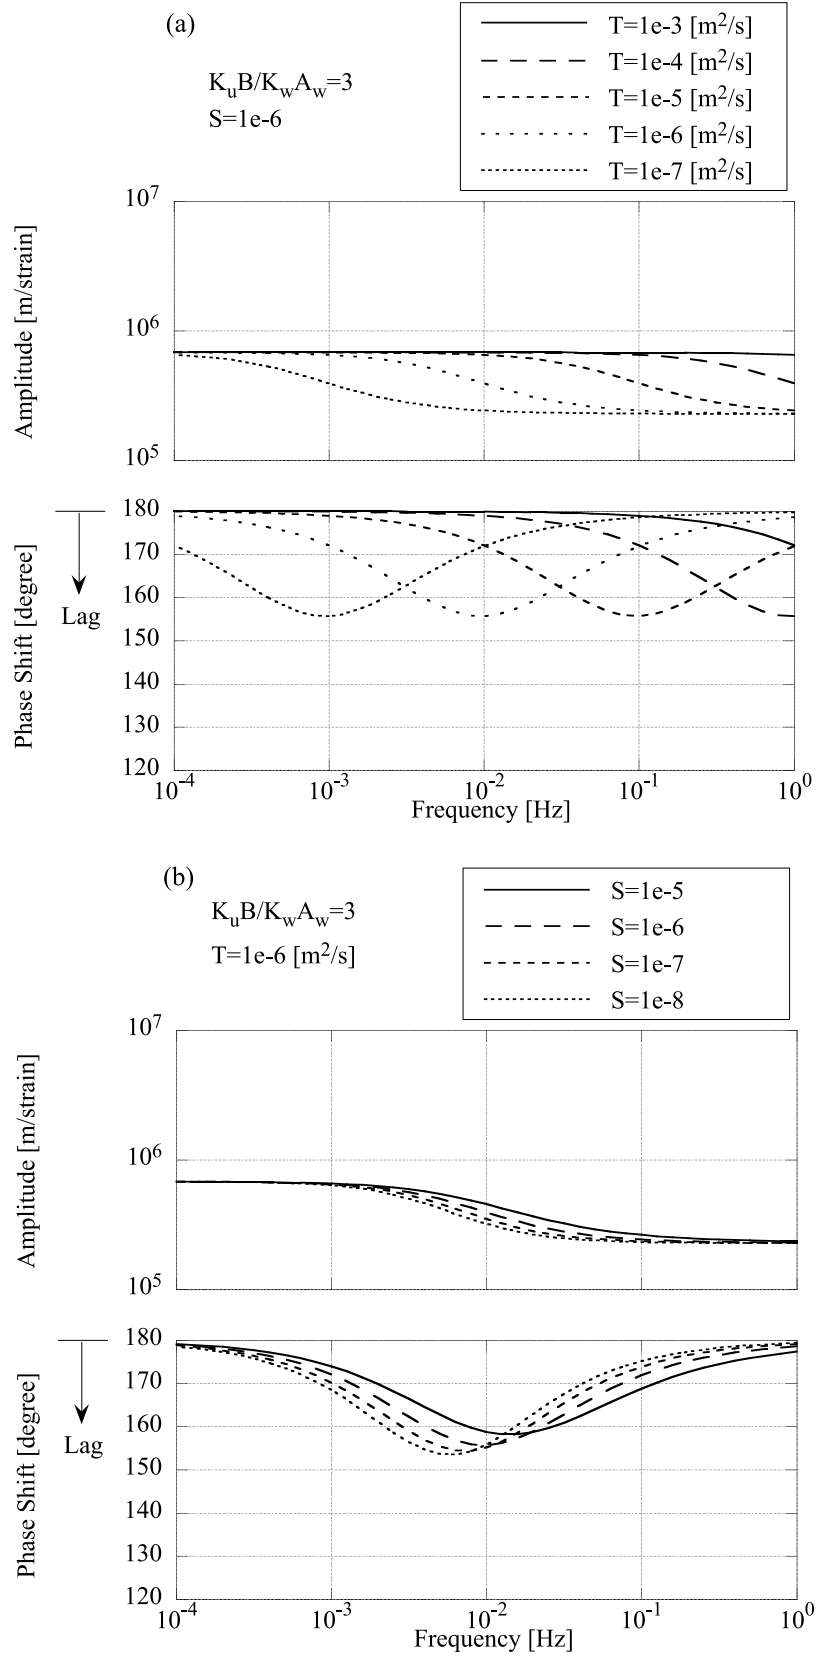 (a)
K_uB/K_wA_w=3
S=1e-6
T=1e-3 [m²/s]
T=1e-4 [m²/s]
T=1e-5 [m²/s]
T=1e-6 [m²/s]
T=1e-7 [m²/s]
Amplitude [m/strain]
10⁷
10⁶
10⁵
Phase Shift [degree]
Lag
180
170
160
150
140
130
120
10⁻⁴
10⁻³
10⁻²
10⁻¹
10⁰
Frequency [Hz]
(b)
K_uB/K_wA_w=3
T=1e-6 [m²/s]
S=1e-5
S=1e-6
S=1e-7
S=1e-8
Amplitude [m/strain]
10⁷
10⁶
10⁵
Phase Shift [degree]
Lag
180
170
160
150
140
130
120
10⁻⁴
10⁻³
10⁻²
10⁻¹
10⁰
Frequency [Hz]